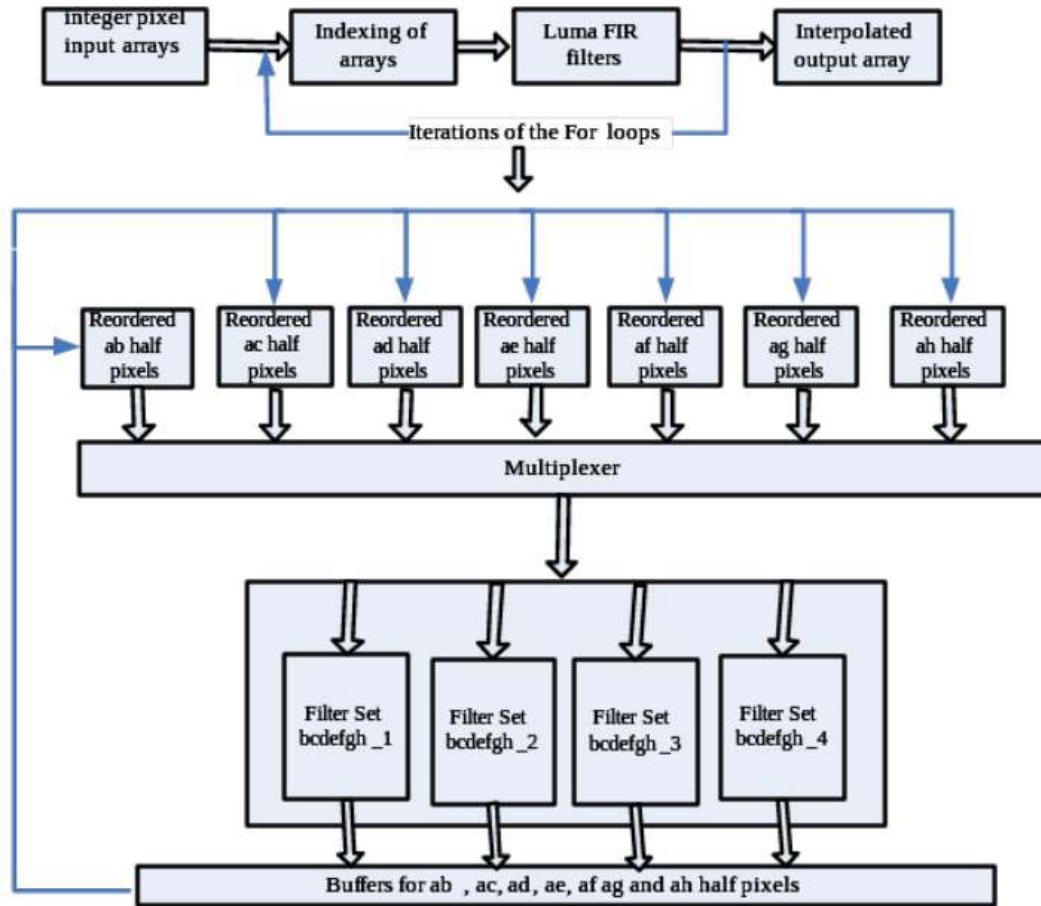 integer pixel
input arrays
Indexing of
arrays
Luma FIR
filters
Interpolated
output array
Iterations of the For loops
Reordered
ab half
pixels
Reordered
ac half
pixels
Reordered
ad half
pixels
Reordered
ae half
pixels
Reordered
af half
pixels
Reordered
ag half
pixels
Reordered
ah half
pixels
Multiplexer
Filter Set
bcdefgh _1
Filter Set
bcdefgh _2
Filter Set
bcdefgh _3
Filter Set
bcdefgh _4
Buffers for ab , ac, ad, ae, af ag and ah half pixels